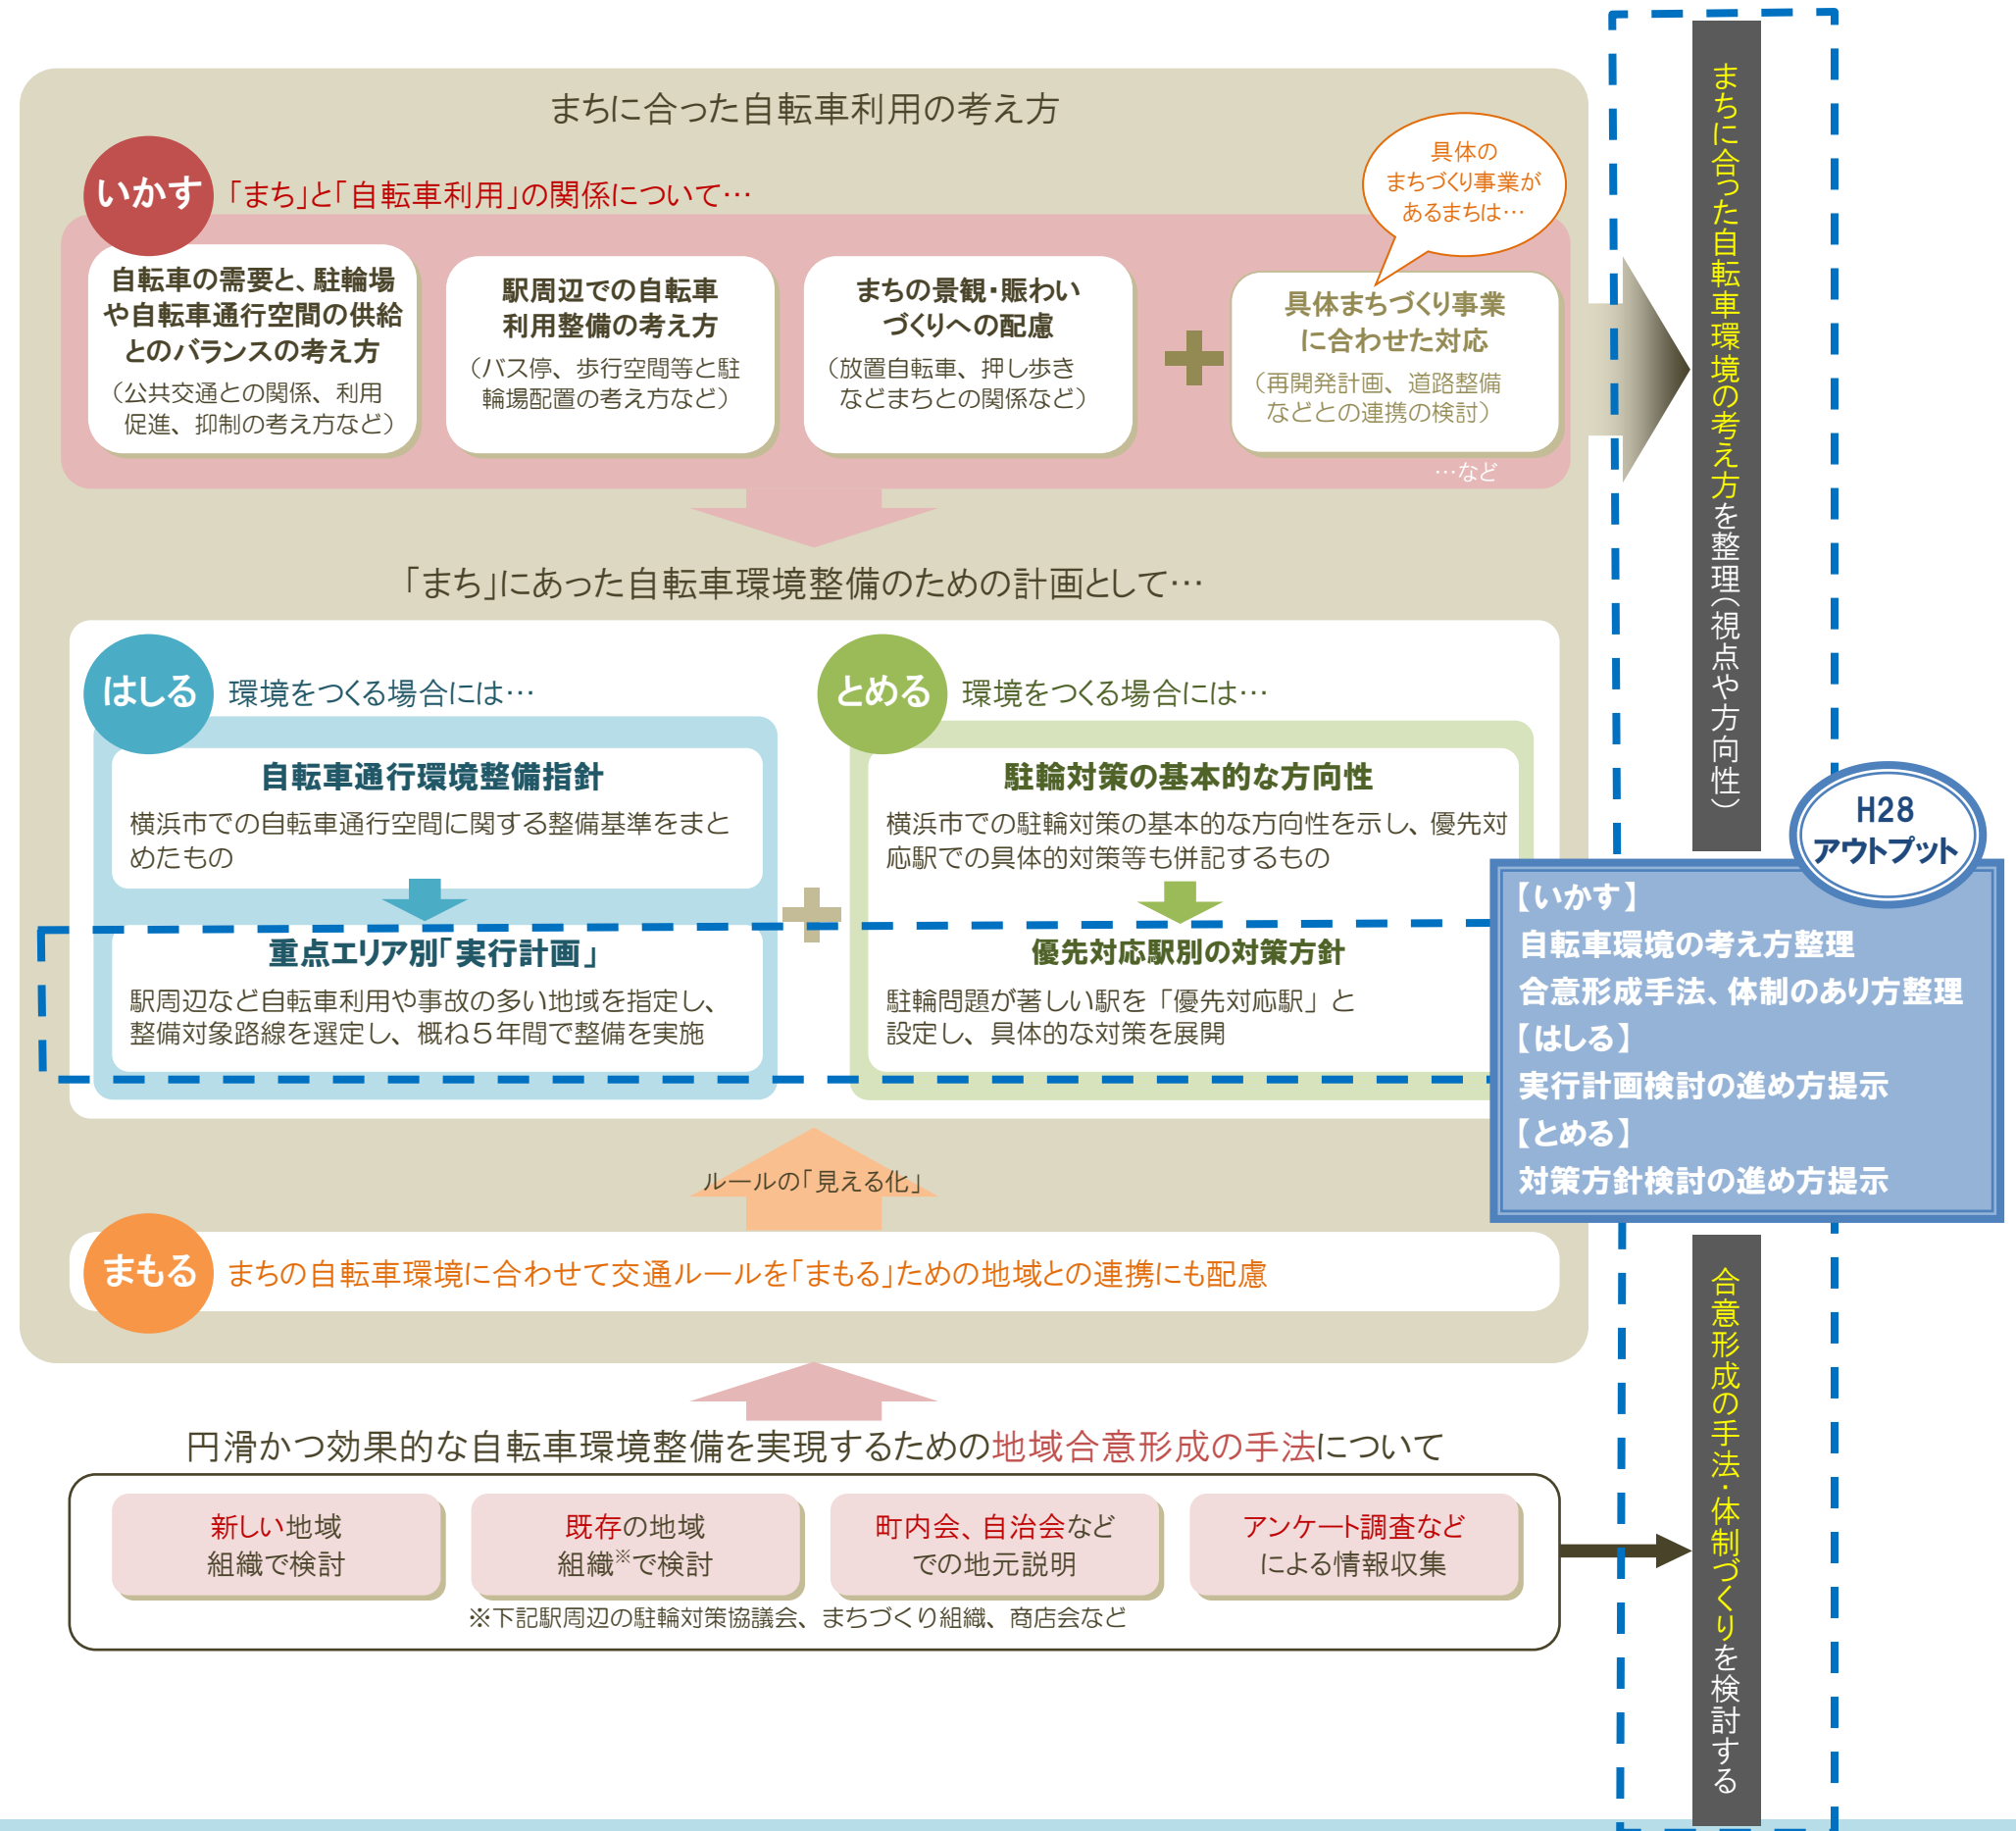 まちに合った自転車利用の考え方
いかす
「まち」と「自転車利用」の関係について…
具体の
まちづくり事業が
あるまちは…
自転車の需要と、駐輪場
や自転車通行空間の供給
とのバランスの考え方
（公共交通との関係、利用
促進、抑制の考え方など）
駅周辺での自転車
利用整備の考え方
（バス停、歩行空間等と駐
輪場配置の考え方など）
まちの景観・賑わい
づくりへの配慮
（放置自転車、押し歩き
などまちとの関係など）
具体まちづくり事業
に合わせた対応
（再開発計画、道路整備
などとの連携の検討）
…など
「まち」にあった自転車環境整備のための計画として…
はしる
環境をつくる場合には…
自転車通行環境整備指針
横浜市での自転車通行空間に関する整備基準をまと
めたもの
重点エリア別「実行計画」
駅周辺など自転車利用や事故の多い地域を指定し、
整備対象路線を選定し、概ね５年間で整備を実施
とめる
環境をつくる場合には…
駐輪対策の基本的な方向性
横浜市での駐輪対策の基本的な方向性を示し、優先対
応駅での具体的対策等も併記するもの
優先対応駅別の対策方針
駐輪問題が著しい駅を「優先対応駅」と
設定し、具体的な対策を展開
ルールの「見える化」
まもる
まちの自転車環境に合わせて交通ルールを「まもる」ための地域との連携にも配慮
円滑かつ効果的な自転車環境整備を実現するための地域合意形成の手法について
新しい地域
組織で検討
既存の地域
組織※で検討
町内会、自治会など
での地元説明
アンケート調査など
による情報収集
※下記駅周辺の駐輪対策協議会、まちづくり組織、商店会など
まちに合った自転車環境の考え方を整理（視点や方向性）
H28
アウトプット
【いかす】
自転車環境の考え方整理
合意形成手法、体制のあり方整理
【はしる】
実行計画検討の進め方提示
【とめる】
対策方針検討の進め方提示
合意形成の手法・体制づくりを検討する